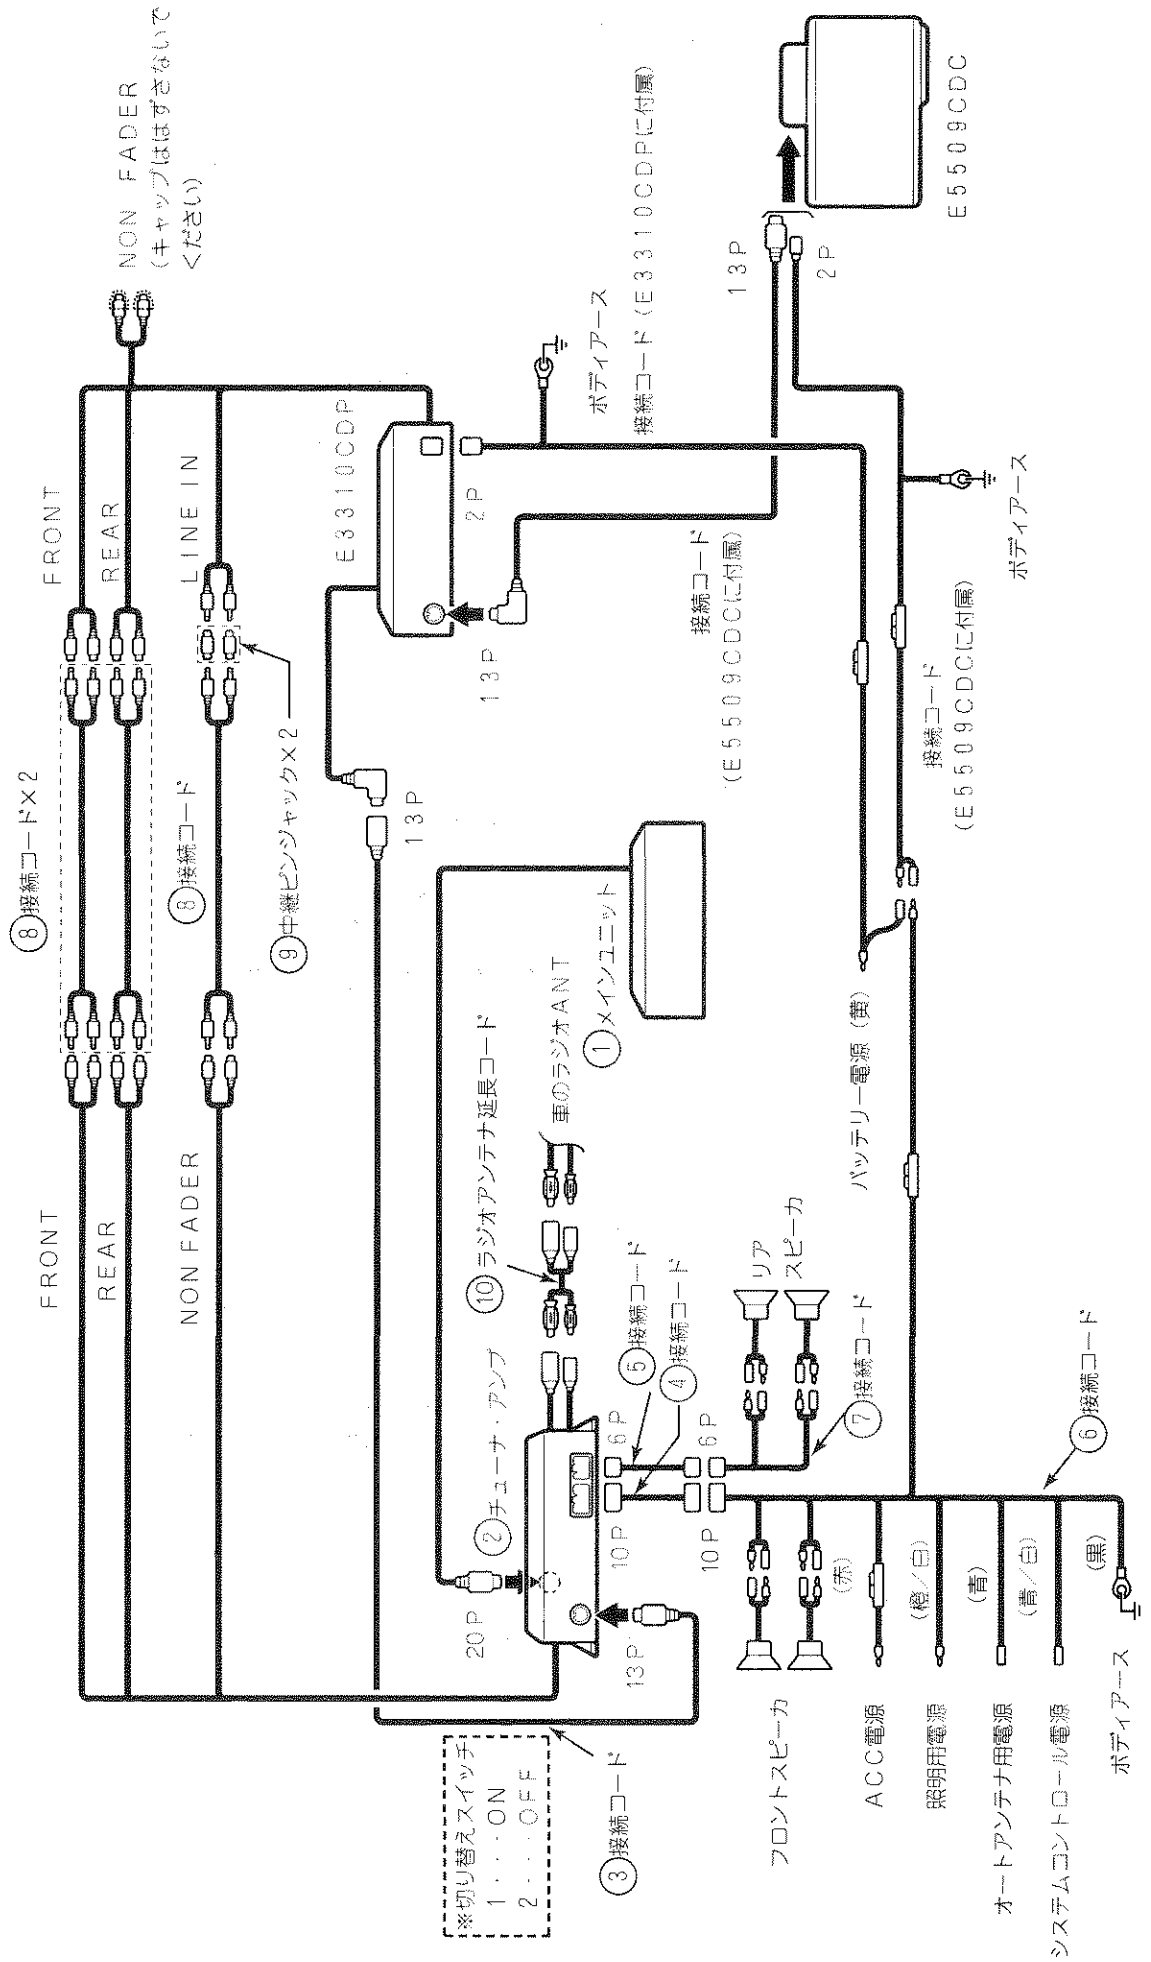 ⑧接続コード×2
FRONT
FRONT
REAR
REAR
NON FADER
(キャップははずさないで
ください)
⑧接続コード
NON FADER
LINE IN
⑨中継ピンジャック×2
E3310CDP
13P
13P
2P
ボディアース
接続コード(E3310CDPに付属)
※切り替えスイッチ
1・・・ON
2・・・OFF
20P
②チューナ・アンプ
⑩ラジオアンテナ延長コード
車のラジオANT
①メインユニット
接続コード
(E5509CDCに付属)
13P
2P
E5509CDC
③接続コード
13P
10P
6P
⑤接続コード
④接続コード
10P
6P
フロントスピーカ
リア
スピーカ
⑦接続コード
バッテリー電源(黄)
接続コード
(E5509CDCに付属)
ボディアース
ACC電源
(赤)
照明用電源
(橙/白)
オートアンテナ用電源
(青)
システムコントロール電源
(青/白)
ボディアース
(黒)
⑥接続コード